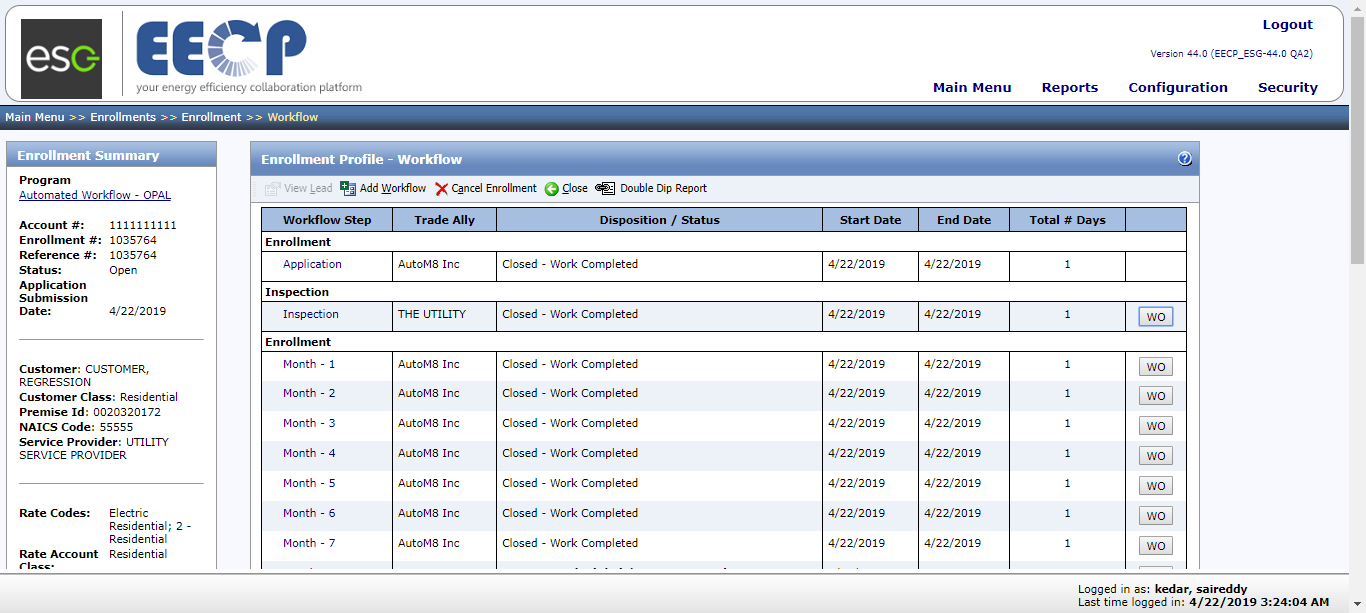 Logout
esg
EECP
your energy efficiency collaboration platform
Version 44.0 (EECP_ESG-44.0 QA2)
Main Menu Reports Configuration Security
Main Menu >> Enrollments >> Enrollment >> Workflow
Enrollment Summary
Program
Automated Workflow - OPAL
Account #: 1111111111
Enrollment #: 1035764
Reference #: 1035764
Status: Open
Application
Submission
Date: 4/22/2019
Customer: CUSTOMER,
REGRESSION
Customer Class: Residential
Premise Id: 0020320172
NAICS Code: 55555
Service Provider: UTILITY
SERVICE PROVIDER
Rate Codes: Electric
Residential; 2 -
Residential
Rate Account Residential
Class:
Enrollment Profile - Workflow
View Lead Add Workflow Cancel Enrollment Close Double Dip Report
Workflow Step Trade Ally Disposition / Status Start Date End Date Total # Days
Enrollment
Application AutoM8 Inc Closed - Work Completed 4/22/2019 4/22/2019 1
Inspection
Inspection THE UTILITY Closed - Work Completed 4/22/2019 4/22/2019 1 WO
Enrollment
Month - 1 AutoM8 Inc Closed - Work Completed 4/22/2019 4/22/2019 1 WO
Month - 2 AutoM8 Inc Closed - Work Completed 4/22/2019 4/22/2019 1 WO
Month - 3 AutoM8 Inc Closed - Work Completed 4/22/2019 4/22/2019 1 WO
Month - 4 AutoM8 Inc Closed - Work Completed 4/22/2019 4/22/2019 1 WO
Month - 5 AutoM8 Inc Closed - Work Completed 4/22/2019 4/22/2019 1 WO
Month - 6 AutoM8 Inc Closed - Work Completed 4/22/2019 4/22/2019 1 WO
Month - 7 AutoM8 Inc Closed - Work Completed 4/22/2019 4/22/2019 1 WO
Logged in as: kedar, saireddy
Last time logged in: 4/22/2019 3:24:04 AM